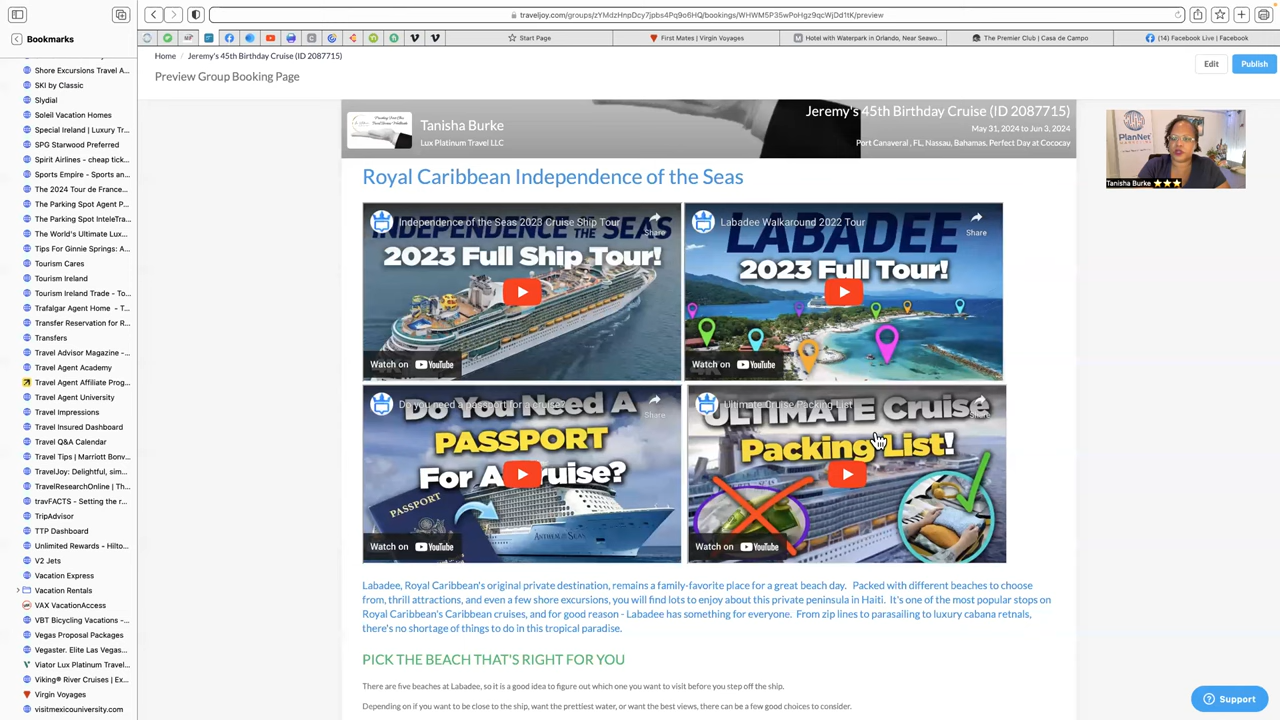 traveljoy.com/groups/zYMdzHnpDcy7jpbs4Pq9o6HQ/bookings/WHWM5P35wPoHgz9qcWjDd1tK/preview
Start Page
First Mates | Virgin Voyages
Hotel with Waterpark in Orlando, Near Seawo...
The Premier Club | Casa de Campo
(14) Facebook Live | Facebook
Bookmarks
Shore Excursions Travel A...
SKI by Classic
Slydial
Soleil Vacation Homes
Special Ireland | Luxury Tr...
SPG Starwood Preferred
Spirit Airlines - cheap tick...
Sports Empire - Sports an...
The 2024 Tour de France...
The Parking Spot Agent P...
The Parking Spot InteleTra...
The World's Ultimate Lux...
Tips For Ginnie Springs: A...
Tourism Cares
Tourism Ireland
Tourism Ireland Trade - To...
Trafalgar Agent Home - T...
Transfer Reservation for R...
Transfers
Travel Advisor Magazine -...
Travel Agent Academy
Travel Agent Affiliate Prog...
Travel Agent University
Travel Impressions
Travel Insured Dashboard
Travel Q&A Calendar
Travel Tips | Marriott Bonv...
TravelJoy: Delightful, sim...
TravelResearchOnline | Th...
travFACTS - Setting the r...
TripAdvisor
TTP Dashboard
Unlimited Rewards - Hilto...
V2 Jets
Vacation Express
Vacation Rentals
VAX VacationAccess
VBT Bicycling Vacations -...
Vegas Proposal Packages
Vegaster. Elite Las Vegas...
Viator Lux Platinum Travel...
Viking® River Cruises | Ex...
Virgin Voyages
visitmexicouniversity.com
Home / Jeremy's 45th Birthday Cruise (ID 2087715)
Preview Group Booking Page
Edit
Publish
Tanisha Burke
Lux Platinum Travel LLC
Jeremy's 45th Birthday Cruise (ID 2087715)
May 31, 2024 to Jun 3, 2024
Port Canaveral , FL, Nassau, Bahamas, Perfect Day at Cococay
PlanNet
Tanisha Burke
Royal Caribbean Independence of the Seas
Independence of the Seas 2023 Cruise Ship Tour
Share
INDEPENDENCE OF THE SEAS
2023 Full Ship Tour!
Watch on YouTube
Labadee Walkaround 2022 Tour
Share
LABADEE
2023 Full Tour!
Watch on YouTube
Do you need a passport for a cruise?
Share
Do You Need A
PASSPORT
For A Cruise?
PASSPORT
Watch on YouTube
Ultimate Cruise Packing List
Share
ULTIMATE Cruise
Packing List!
Watch on YouTube
Labadee, Royal Caribbean's original private destination, remains a family-favorite place for a great beach day. Packed with different beaches to choose
from, thrill attractions, and even a few shore excursions, you will find lots to enjoy about this private peninsula in Haiti. It's one of the most popular stops on
Royal Caribbean's Caribbean cruises, and for good reason - Labadee has something for everyone. From zip lines to parasailing to luxury cabana retnals,
there's no shortage of things to do in this tropical paradise.
PICK THE BEACH THAT'S RIGHT FOR YOU
There are five beaches at Labadee, so it is a good idea to figure out which one you want to visit before you step off the ship.
Depending on if you want to be close to the ship, want the prettiest water, or want the best views, there can be a few good choices to consider.
Support